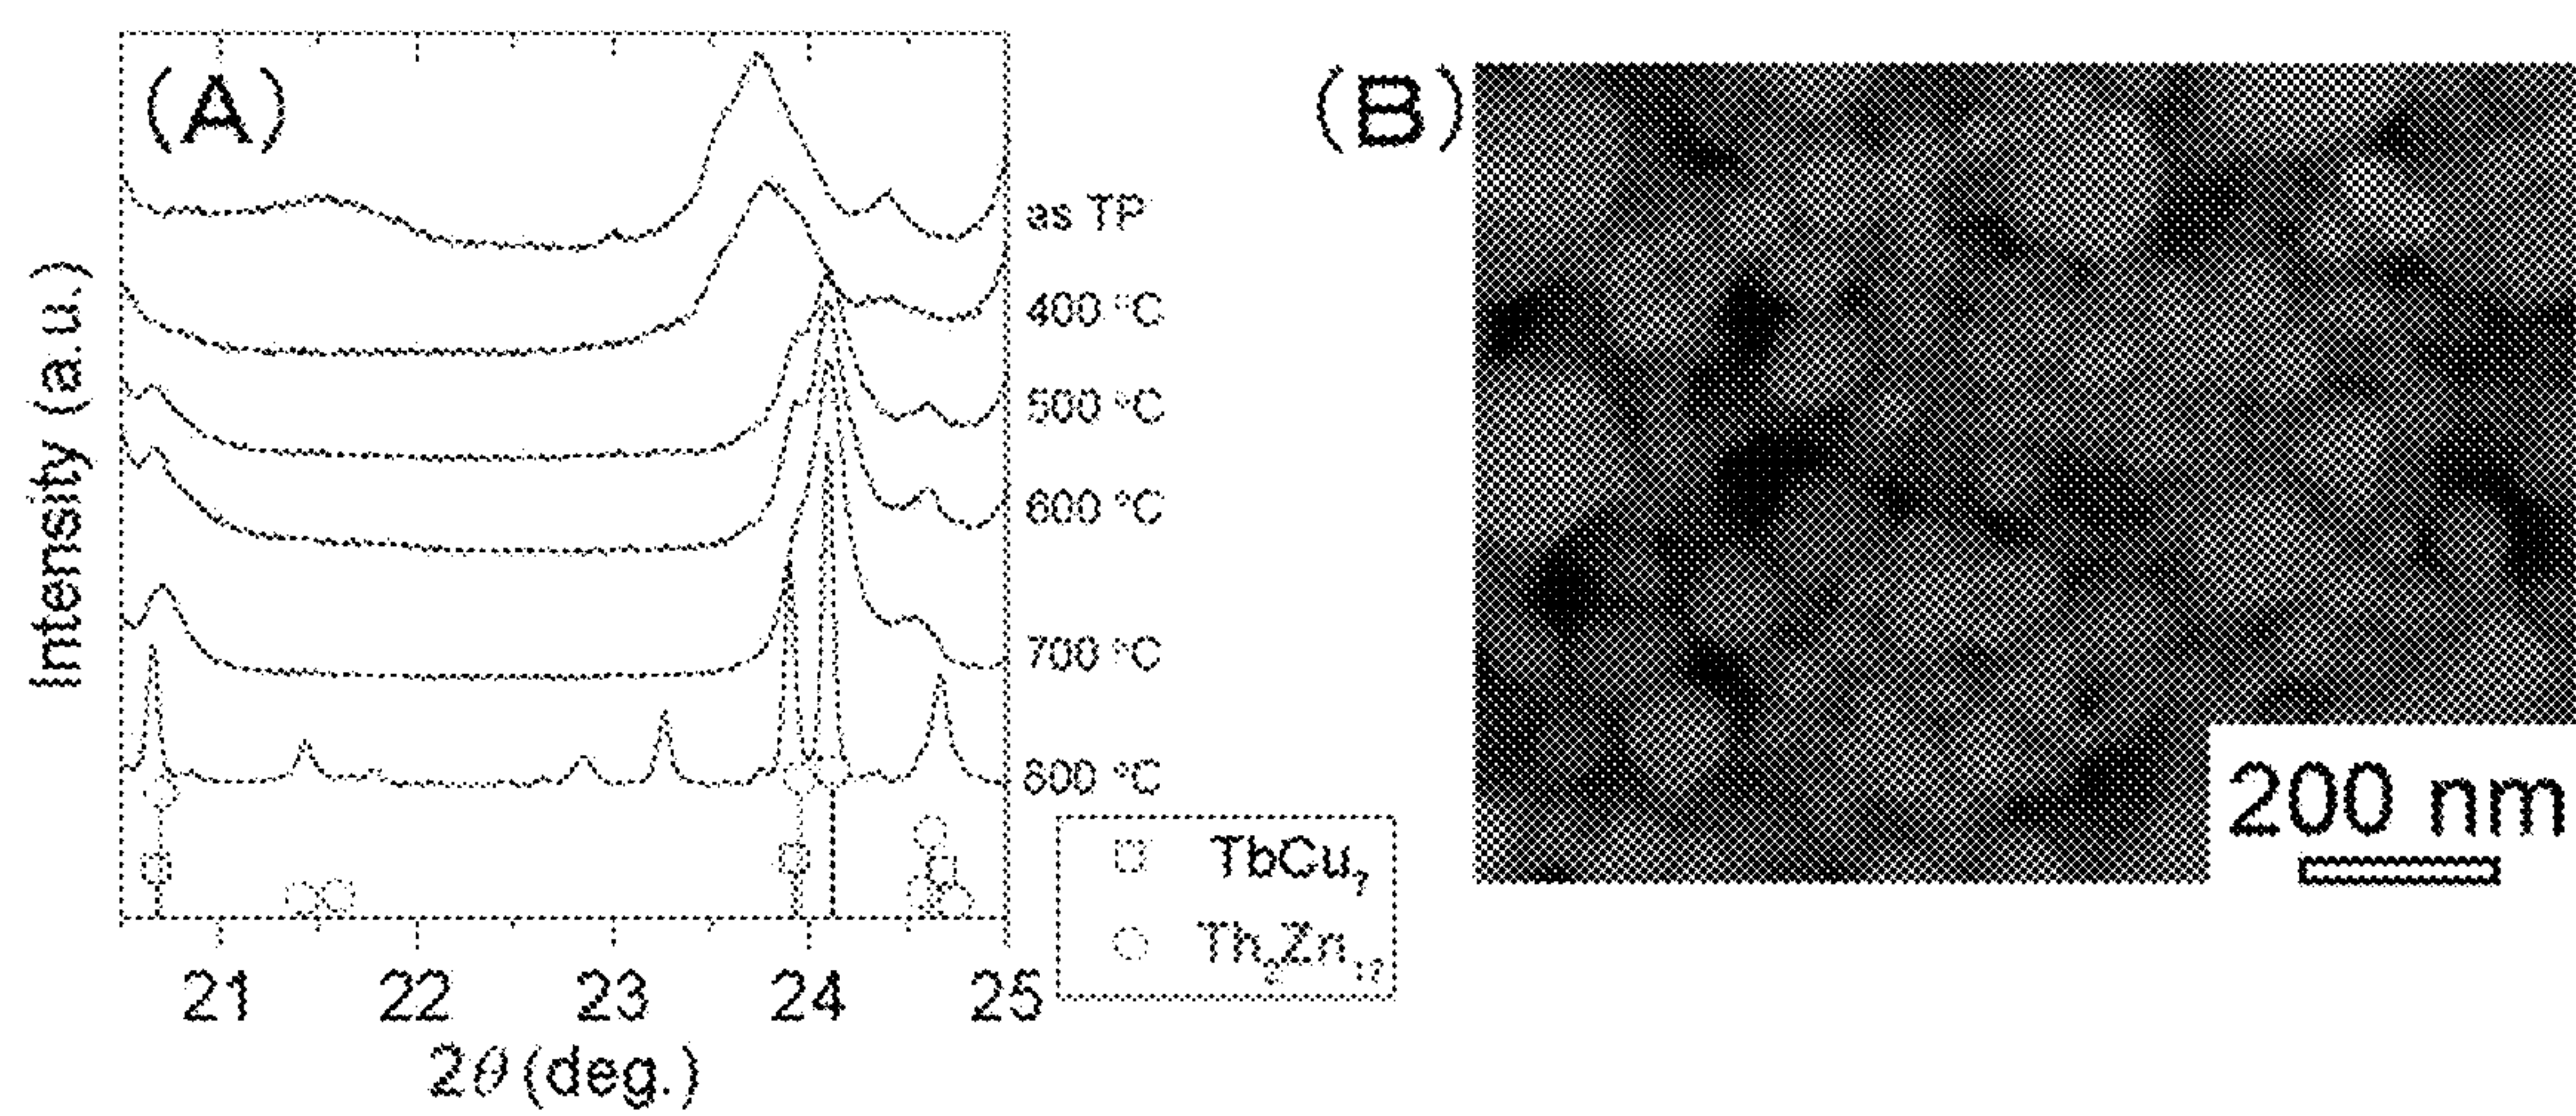 (A)
Intensity (a.u.)
as TP
400 °C
500 °C
600 °C
700 °C
800 °C
TbCu₇
Th₂Zn₁₇
21 22 23 24 25
2θ (deg.)
(B)
200 nm